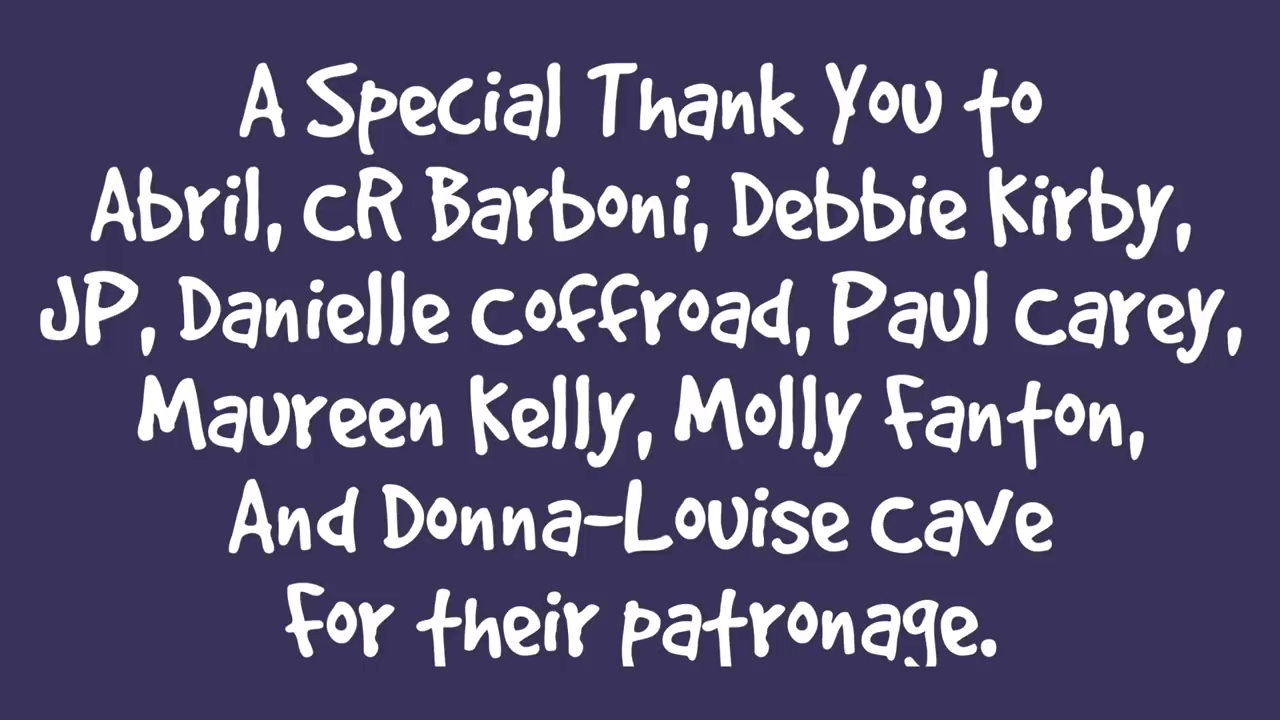 A Special Thank You to
Abril, CR Barboni, Debbie Kirby,
JP, Danielle Coffroad, Paul Carey,
Maureen Kelly, Molly Fanton,
And Donna-Louise Cave
For their patronage.